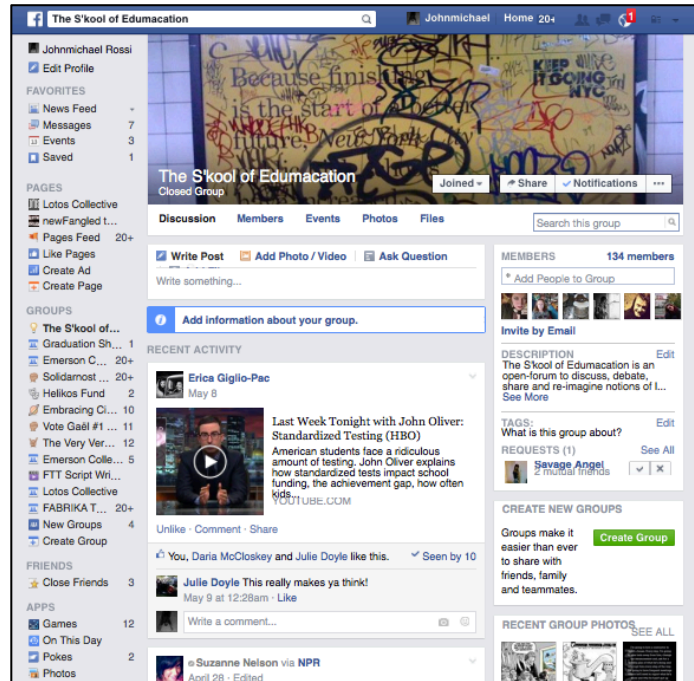 The S'kool of Edumacation
Johnmichael Home 20+
1
Johnmichael Rossi
Edit Profile
FAVORITES
News Feed
Messages 7
Events 3
Saved 1
PAGES
Lotos Collective
newFangled t...
Pages Feed 20+
Like Pages
Create Ad
Create Page
GROUPS
The S'kool of...
Graduation Sh... 1
Emerson C... 20+
Solidarnost ... 20+
Helikos Fund 2
Embracing Ci... 10
Vote Gaël #1 ... 11
The Very Ver... 12
Emerson Colle... 5
FTT Script Wri...
Lotos Collective
FABRIKA T... 20+
New Groups 4
Create Group
FRIENDS
Close Friends 3
APPS
Games 12
On This Day
Pokes 2
Photos
Because finishing
is the start of a better
future. New York City
KEEP
IT GOING
NYC
The S'kool of Edumacation
Closed Group
Joined
Share
Notifications
...
Discussion Members Events Photos Files
Search this group
Write Post Add Photo / Video Ask Question
Write something...
Add information about your group.
RECENT ACTIVITY
Erica Giglio-Pac
May 8
Last Week Tonight with John Oliver:
Standardized Testing (HBO)
American students face a ridiculous
amount of testing. John Oliver explains
how standardized tests impact school
funding, the achievement gap, how often
kids...
YOUTUBE.COM
Unlike · Comment · Share
You, Daria McCloskey and Julie Doyle like this. Seen by 10
Julie Doyle This really makes ya think!
May 9 at 12:28am · Like
Write a comment...
Suzanne Nelson via NPR
April 28 · Edited
MEMBERS 134 members
+ Add People to Group
Invite by Email
DESCRIPTION Edit
The S'kool of Edumacation is an
open-forum to discuss, debate,
share and re-imagine notions of l...
See More
TAGS: Edit
What is this group about?
REQUESTS (1) See All
Savage Angel
2 mutual friends
CREATE NEW GROUPS
Groups make it
easier than ever
to share with
friends, family
and teammates.
Create Group
RECENT GROUP PHOTOS
SEE ALL